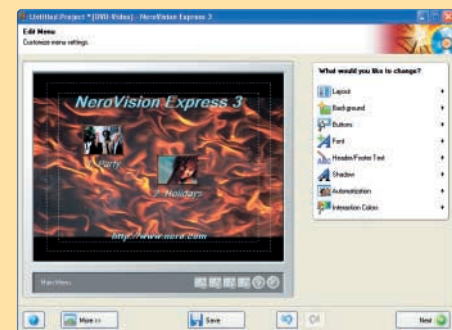 Untitled Project *[DVD-Video] - NeroVision Express 3
Edit Menu
Customize menu settings.
What would you like to change?
Layout
Background
Buttons
Font
Header/Footer Text
Shadow
Automatization
Interaction Colors
NeroVision Express 3
1. Party
2. Holidays
http://www.nero.com
Main Menu
More >>
Save
Next